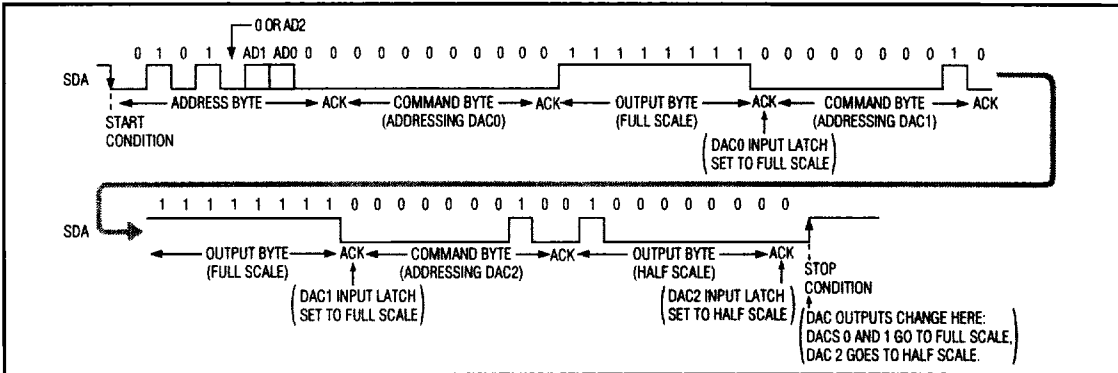 0 OR AD2
0 1 0 1 AD1 AD0 0 0 0 0 0 0 0 0 0 0 0 1 1 1 1 1 1 1 1 0 0 0 0 0 0 0 0 1 0
SDA
ADDRESS BYTE ACK COMMAND BYTE ACK OUTPUT BYTE ACK COMMAND BYTE ACK
(ADDRESSING DAC0) (FULL SCALE) (ADDRESSING DAC1)
START
CONDITION
(DAC0 INPUT LATCH
SET TO FULL SCALE)
1 1 1 1 1 1 1 1 0 0 0 0 0 0 0 1 0 0 1 0 0 0 0 0 0 0 0
SDA
OUTPUT BYTE ACK COMMAND BYTE ACK OUTPUT BYTE ACK
(FULL SCALE) (ADDRESSING DAC2) (HALF SCALE)
STOP
CONDITION
(DAC1 INPUT LATCH
SET TO FULL SCALE)
(DAC2 INPUT LATCH
SET TO HALF SCALE)
(DAC OUTPUTS CHANGE HERE:
DACS 0 AND 1 GO TO FULL SCALE,
DAC 2 GOES TO HALF SCALE.)